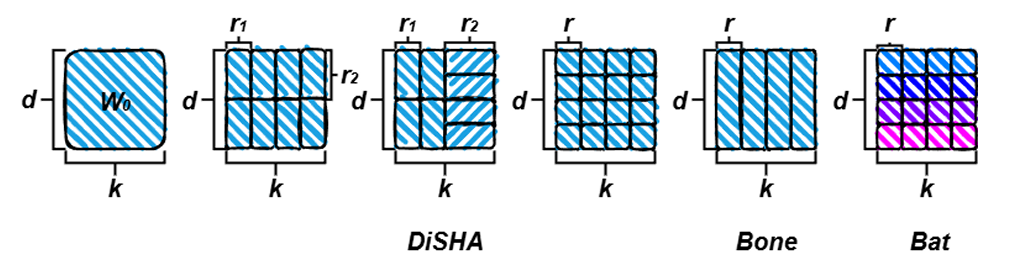 r1 r1 r2 r r r
d W0 d r2 d d d d
k k k k k k
DiSHA Bone Bat